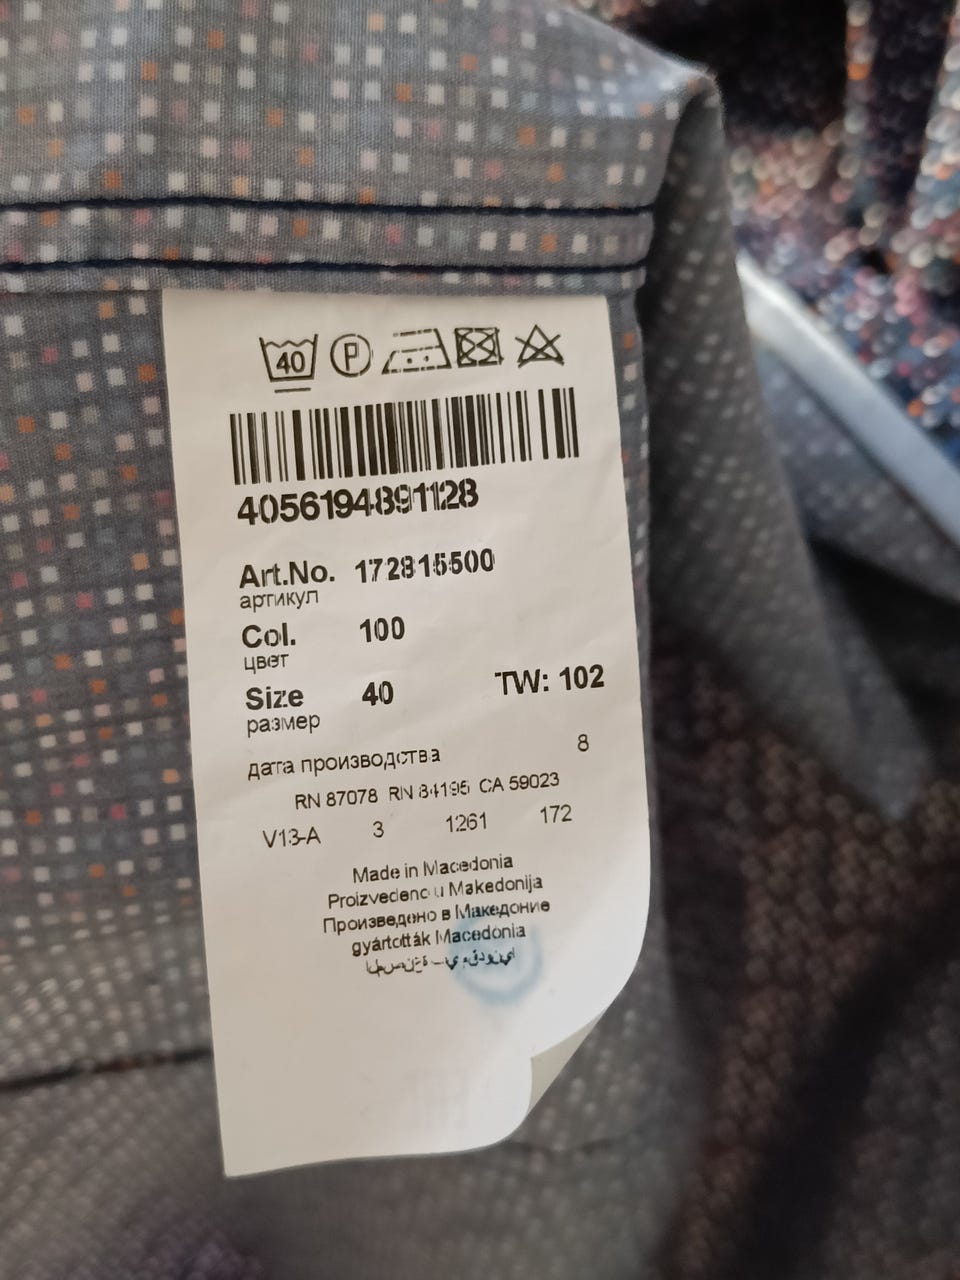 40 P
4056194891128
Art.No. 172815500
артикул
Col. 100
цвет
Size 40 TW: 102
размер
дата производства 8
RN 87078 RN 84195 CA 59023
V13-A 3 1261 172
Made in Macedonia
Proizvedeno u Makedonija
Произведено в Македоние
gyártották Macedonia